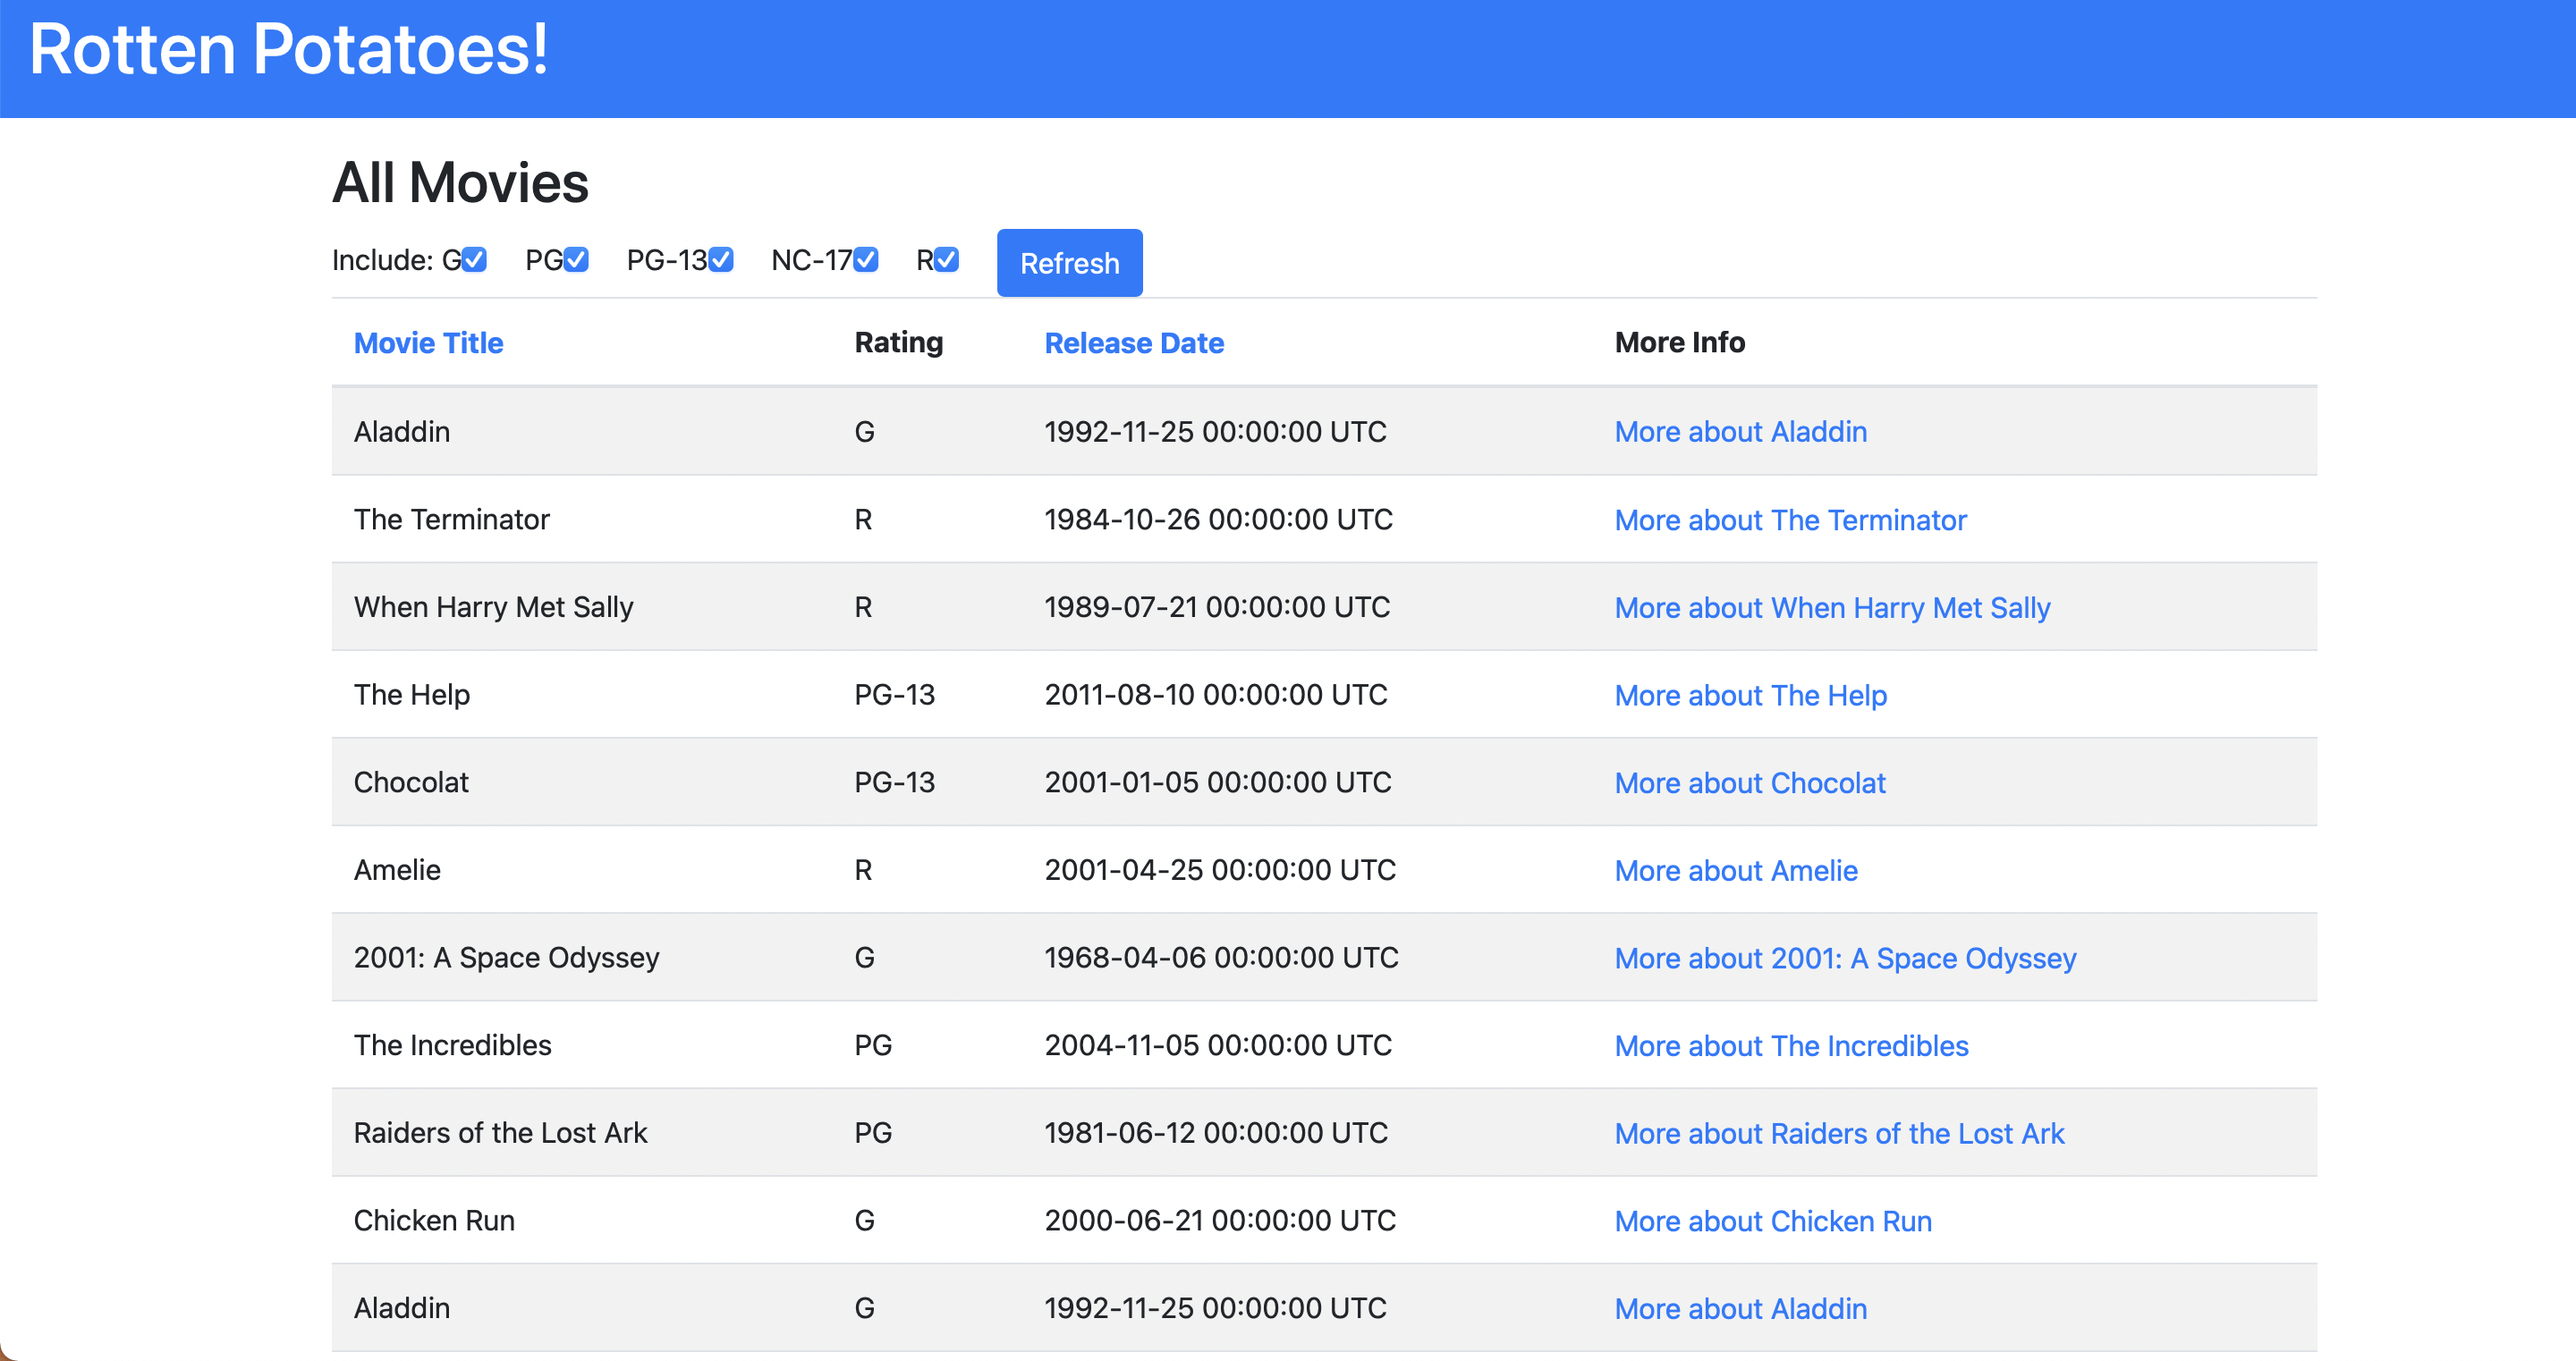 Rotten Potatoes!
All Movies
Include: G PG PG-13 NC-17 R Refresh
Movie Title Rating Release Date More Info
Aladdin G 1992-11-25 00:00:00 UTC More about Aladdin
The Terminator R 1984-10-26 00:00:00 UTC More about The Terminator
When Harry Met Sally R 1989-07-21 00:00:00 UTC More about When Harry Met Sally
The Help PG-13 2011-08-10 00:00:00 UTC More about The Help
Chocolat PG-13 2001-01-05 00:00:00 UTC More about Chocolat
Amelie R 2001-04-25 00:00:00 UTC More about Amelie
2001: A Space Odyssey G 1968-04-06 00:00:00 UTC More about 2001: A Space Odyssey
The Incredibles PG 2004-11-05 00:00:00 UTC More about The Incredibles
Raiders of the Lost Ark PG 1981-06-12 00:00:00 UTC More about Raiders of the Lost Ark
Chicken Run G 2000-06-21 00:00:00 UTC More about Chicken Run
Aladdin G 1992-11-25 00:00:00 UTC More about Aladdin